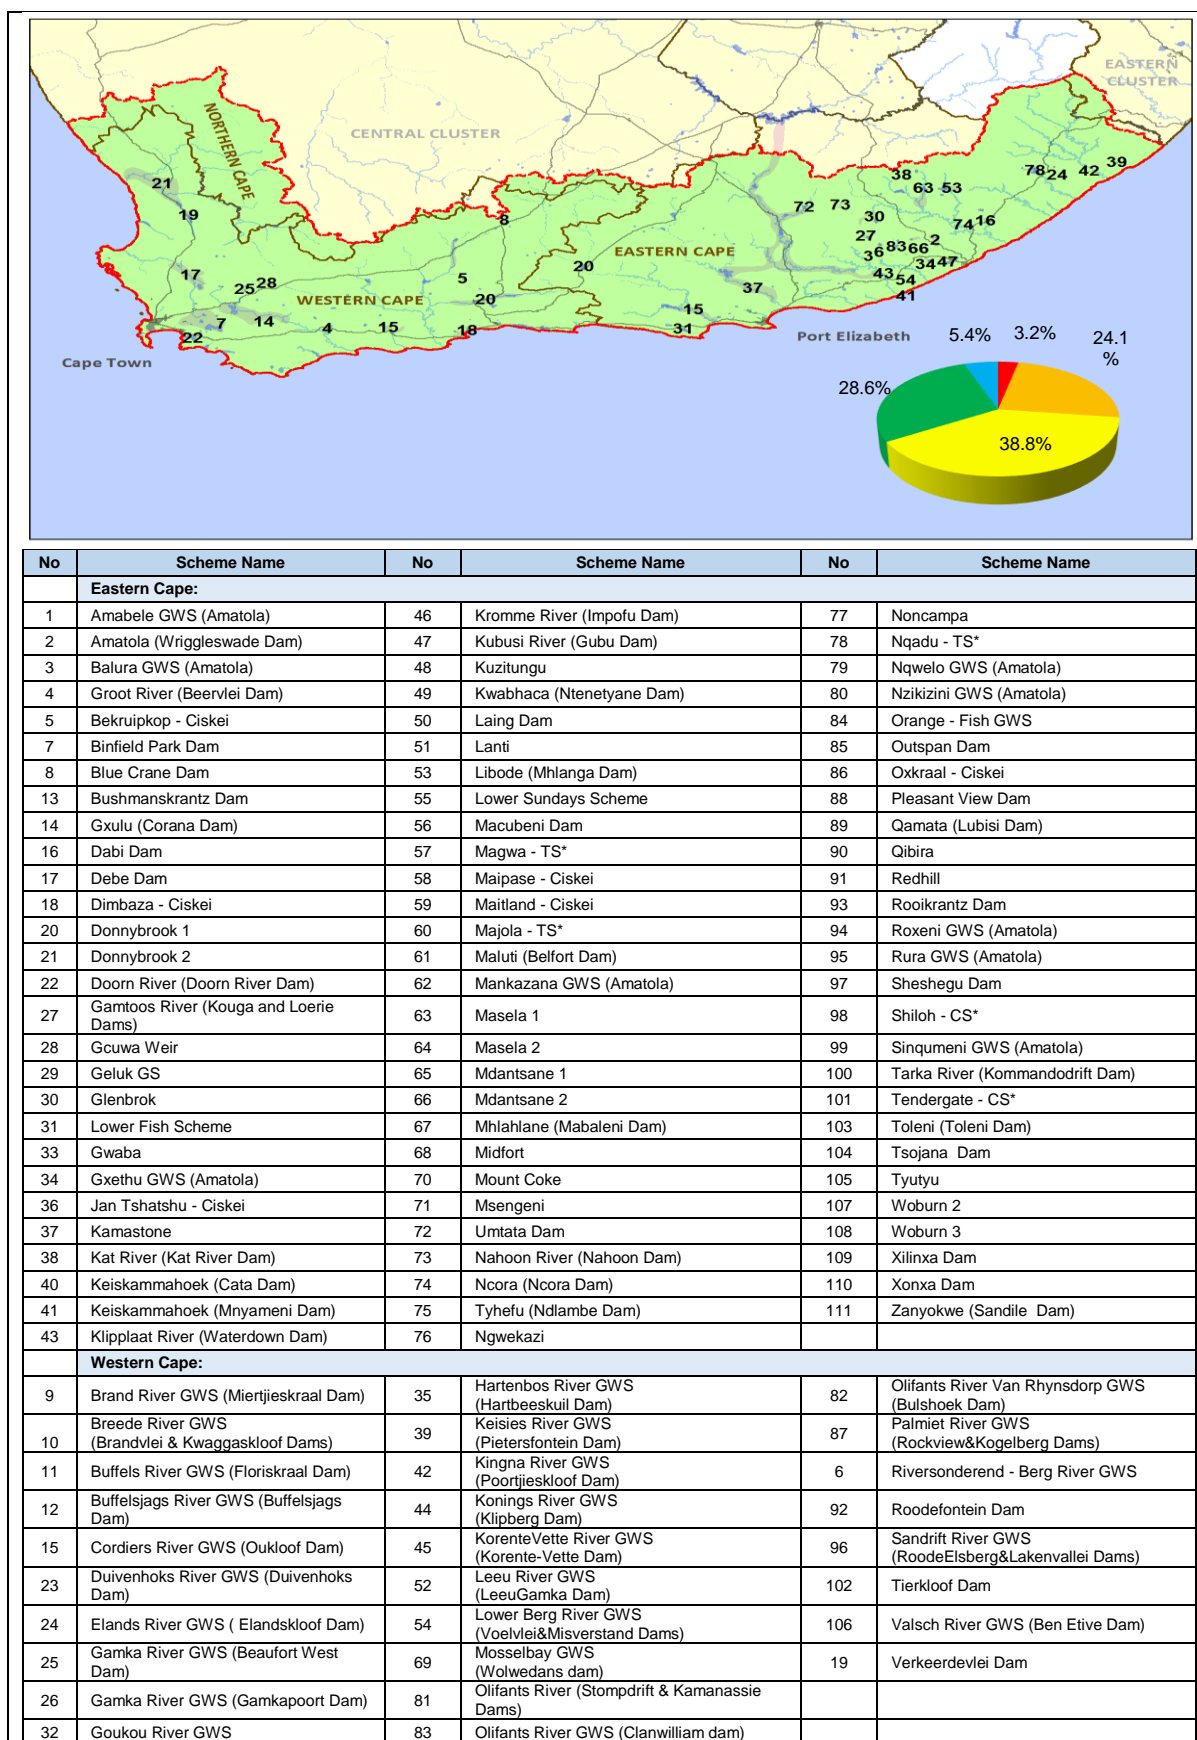 EASTERN
CLUSTER
NORTHERN CAPE
CENTRAL CLUSTER
39
38
78 24 42
21
63 53
19
8
72 73
30
74 16
27
EASTERN CAPE
83 66 2
36
20
34 47
17
5
43
25 28
54
37
WESTERN CAPE
20
41
15
7 14
4 15 18
31
22
Port Elizabeth
Cape Town
5.4% 3.2% 24.1
%
28.6%
38.8%
No Scheme Name No Scheme Name No Scheme Name
Eastern Cape:
1 Amabele GWS (Amatola) 46 Kromme River (Impofu Dam) 77 Noncampa
2 Amatola (Wriggleswade Dam) 47 Kubusi River (Gubu Dam) 78 Nqadu - TS*
3 Balura GWS (Amatola) 48 Kuzitungu 79 Nqwelo GWS (Amatola)
4 Groot River (Beervlei Dam) 49 Kwabhaca (Ntenetyane Dam) 80 Nzikizini GWS (Amatola)
5 Bekruipkop - Ciskei 50 Laing Dam 84 Orange - Fish GWS
7 Binfield Park Dam 51 Lanti 85 Outspan Dam
8 Blue Crane Dam 53 Libode (Mhlanga Dam) 86 Oxkraal - Ciskei
13 Bushmanskrantz Dam 55 Lower Sundays Scheme 88 Pleasant View Dam
14 Gxulu (Corana Dam) 56 Macubeni Dam 89 Qamata (Lubisi Dam)
16 Dabi Dam 57 Magwa - TS* 90 Qibira
17 Debe Dam 58 Maipase - Ciskei 91 Redhill
18 Dimbaza - Ciskei 59 Maitland - Ciskei 93 Rooikrantz Dam
20 Donnybrook 1 60 Majola - TS* 94 Roxeni GWS (Amatola)
21 Donnybrook 2 61 Maluti (Belfort Dam) 95 Rura GWS (Amatola)
22 Doorn River (Doorn River Dam) 62 Mankazana GWS (Amatola) 97 Sheshegu Dam
27 Gamtoos River (Kouga and Loerie
Dams) 63 Masela 1 98 Shiloh - CS*
28 Gcuwa Weir 64 Masela 2 99 Sinqumeni GWS (Amatola)
29 Geluk GS 65 Mdantsane 1 100 Tarka River (Kommandodrift Dam)
30 Glenbrok 66 Mdantsane 2 101 Tendergate - CS*
31 Lower Fish Scheme 67 Mhlahlane (Mabaleni Dam) 103 Toleni (Toleni Dam)
33 Gwaba 68 Midfort 104 Tsojana Dam
34 Gxethu GWS (Amatola) 70 Mount Coke 105 Tyutyu
36 Jan Tshatshu - Ciskei 71 Msengeni 107 Woburn 2
37 Kamastone 72 Umtata Dam 108 Woburn 3
38 Kat River (Kat River Dam) 73 Nahoon River (Nahoon Dam) 109 Xilinxa Dam
40 Keiskammahoek (Cata Dam) 74 Ncora (Ncora Dam) 110 Xonxa Dam
41 Keiskammahoek (Mnyameni Dam) 75 Tyhefu (Ndlambe Dam) 111 Zanyokwe (Sandile Dam)
43 Klipplaat River (Waterdown Dam) 76 Ngwekazi
Western Cape:
9 Brand River GWS (Miertjieskraal Dam) 35 Hartenbos River GWS
(Hartbeeskuil Dam) 82 Olifants River Van Rhynsdorp GWS
(Bulshoek Dam)
10 Breede River GWS
(Brandvlei & Kwaggaskloof Dams) 39 Keisies River GWS
(Pietersfontein Dam) 87 Palmiet River GWS
(Rockview&Kogelberg Dams)
11 Buffels River GWS (Floriskraal Dam) 42 Kingna River GWS
(Poortjieskloof Dam) 6 Riversonderend - Berg River GWS
12 Buffelsjags River GWS (Buffelsjags
Dam) 44 Konings River GWS
(Klipberg Dam) 92 Roodefontein Dam
15 Cordiers River GWS (Oukloof Dam) 45 KorenteVette River GWS
(Korente-Vette Dam) 96 Sandrift River GWS
(RoodeElsberg&Lakenvallei Dams)
23 Duivenhoks River GWS (Duivenhoks
Dam) 52 Leeu River GWS
(LeeuGamka Dam) 102 Tierkloof Dam
24 Elands River GWS ( Elandskloof Dam) 54 Lower Berg River GWS
(Voelvlei&Misverstand Dams) 106 Valsch River GWS (Ben Etive Dam)
25 Gamka River GWS (Beaufort West
Dam) 69 Mosselbay GWS
(Wolwedans dam) 19 Verkeerdevlei Dam
26 Gamka River GWS (Gamkapoort Dam) 81 Olifants River (Stompdrift & Kamanassie
Dams)
32 Goukou River GWS 83 Olifants River GWS (Clanwilliam dam)